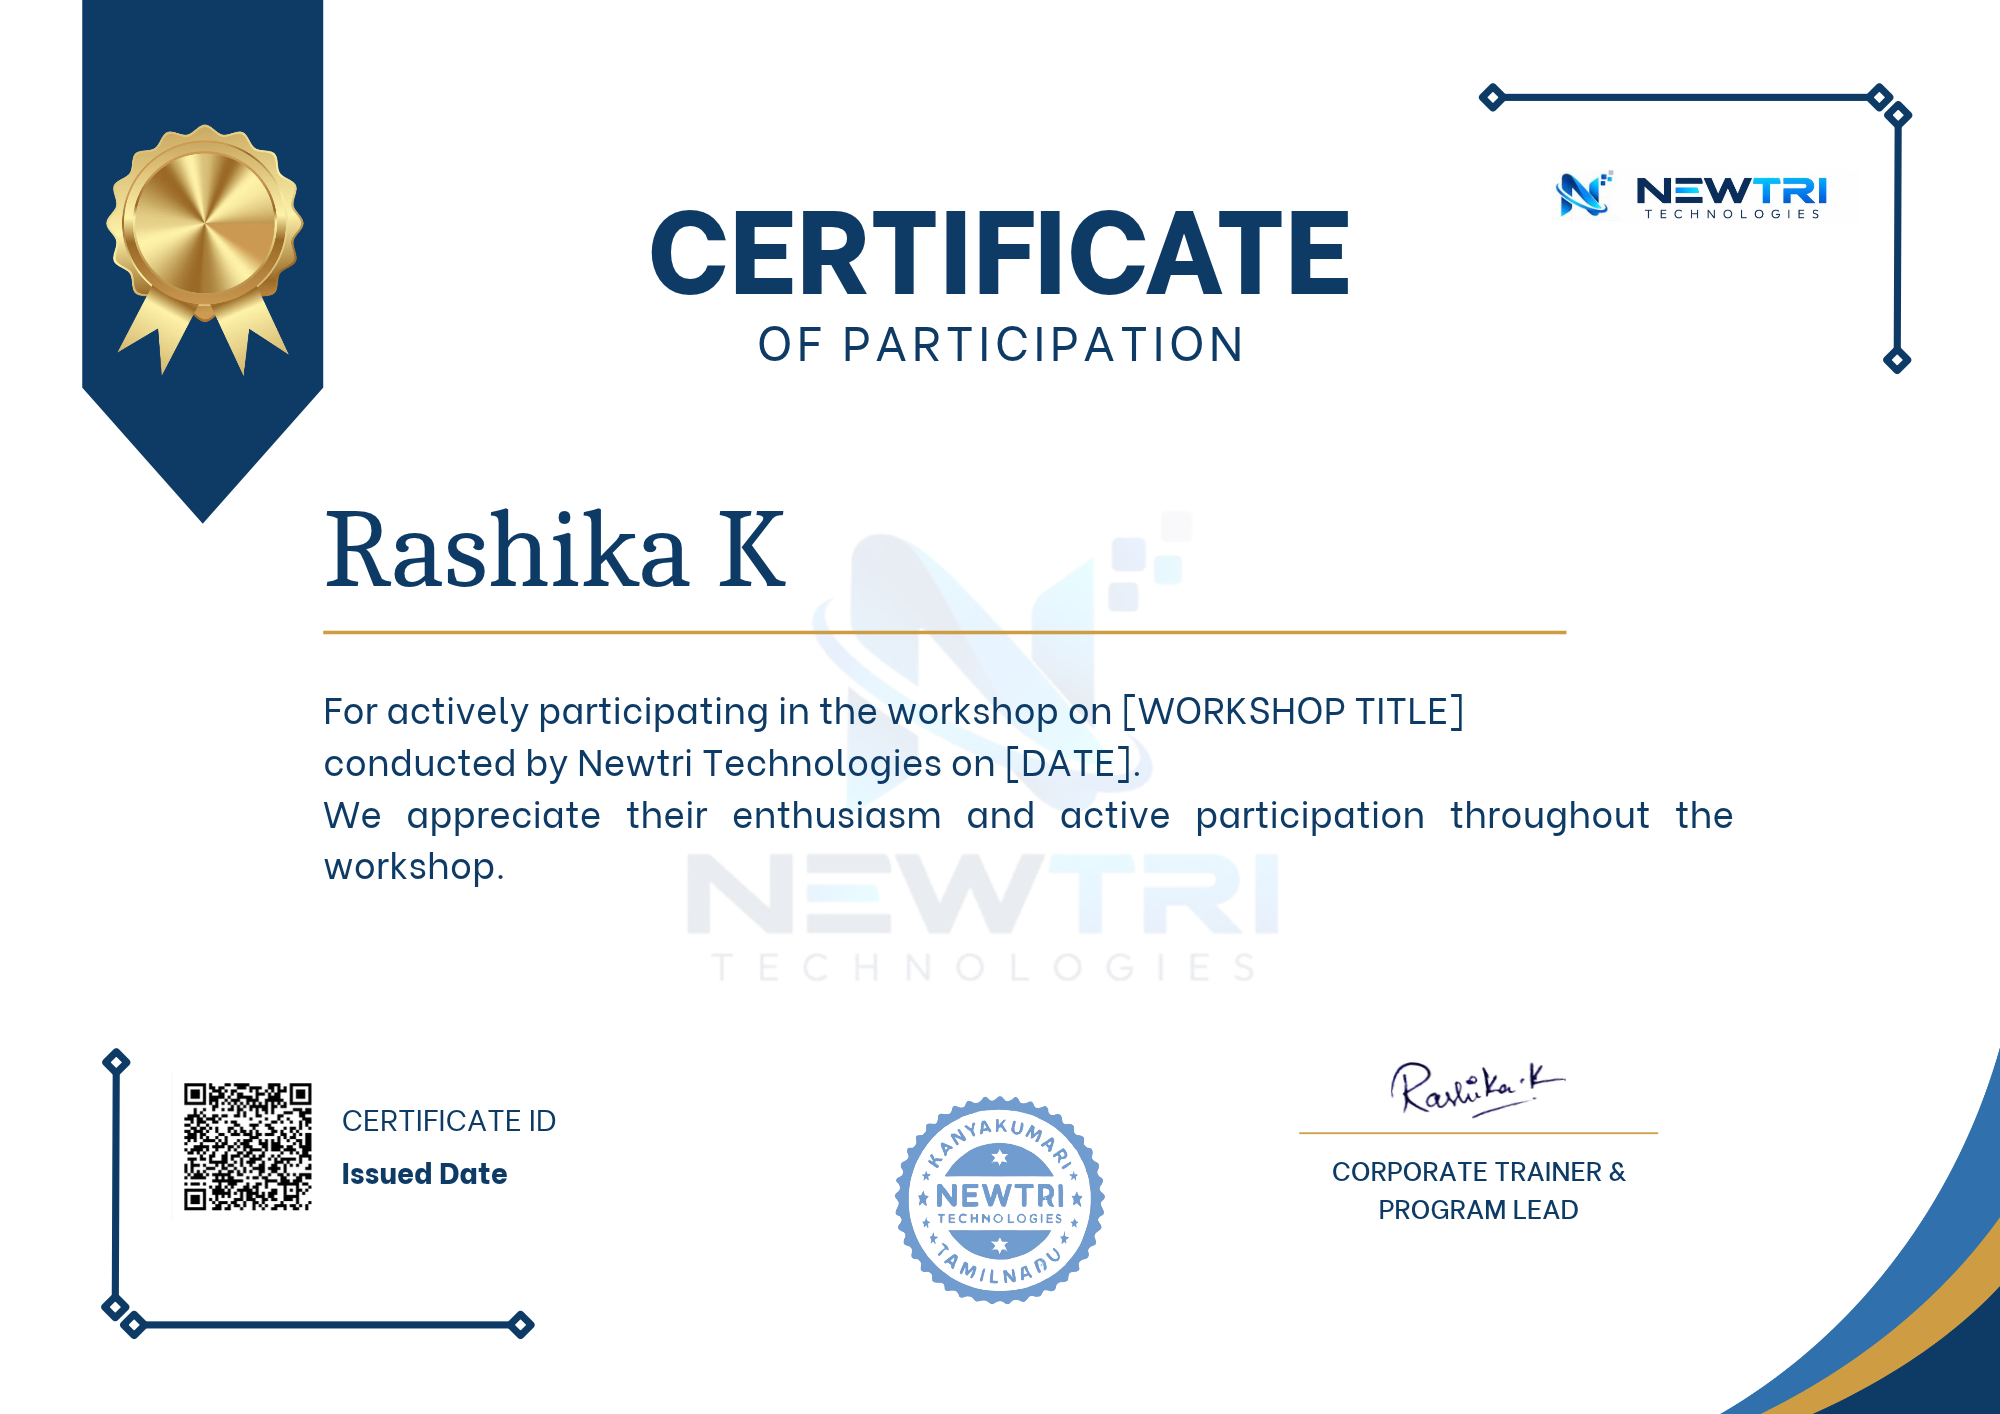 NEWTRI
TECHNOLOGIES
CERTIFICATE
OF PARTICIPATION
Rashika K
For actively participating in the workshop on [WORKSHOP TITLE]
conducted by Newtri Technologies on [DATE].
We appreciate their enthusiasm and active participation throughout the
workshop.
NEWTRI
TECHNOLOGIES
CERTIFICATE ID
Issued Date
KANYAKUMARI
NEWTRI
TECHNOLOGIES
TAMILNADU
Rashika.K
CORPORATE TRAINER &
PROGRAM LEAD